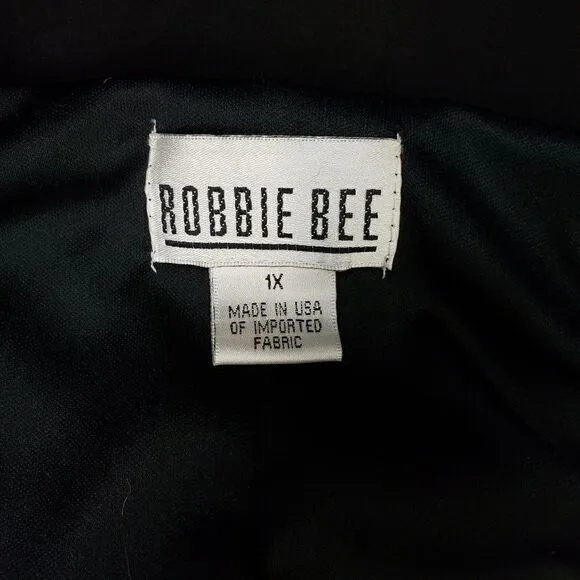 ROBBIE BEE
1X
MADE IN USA
OF IMPORTED
FABRIC